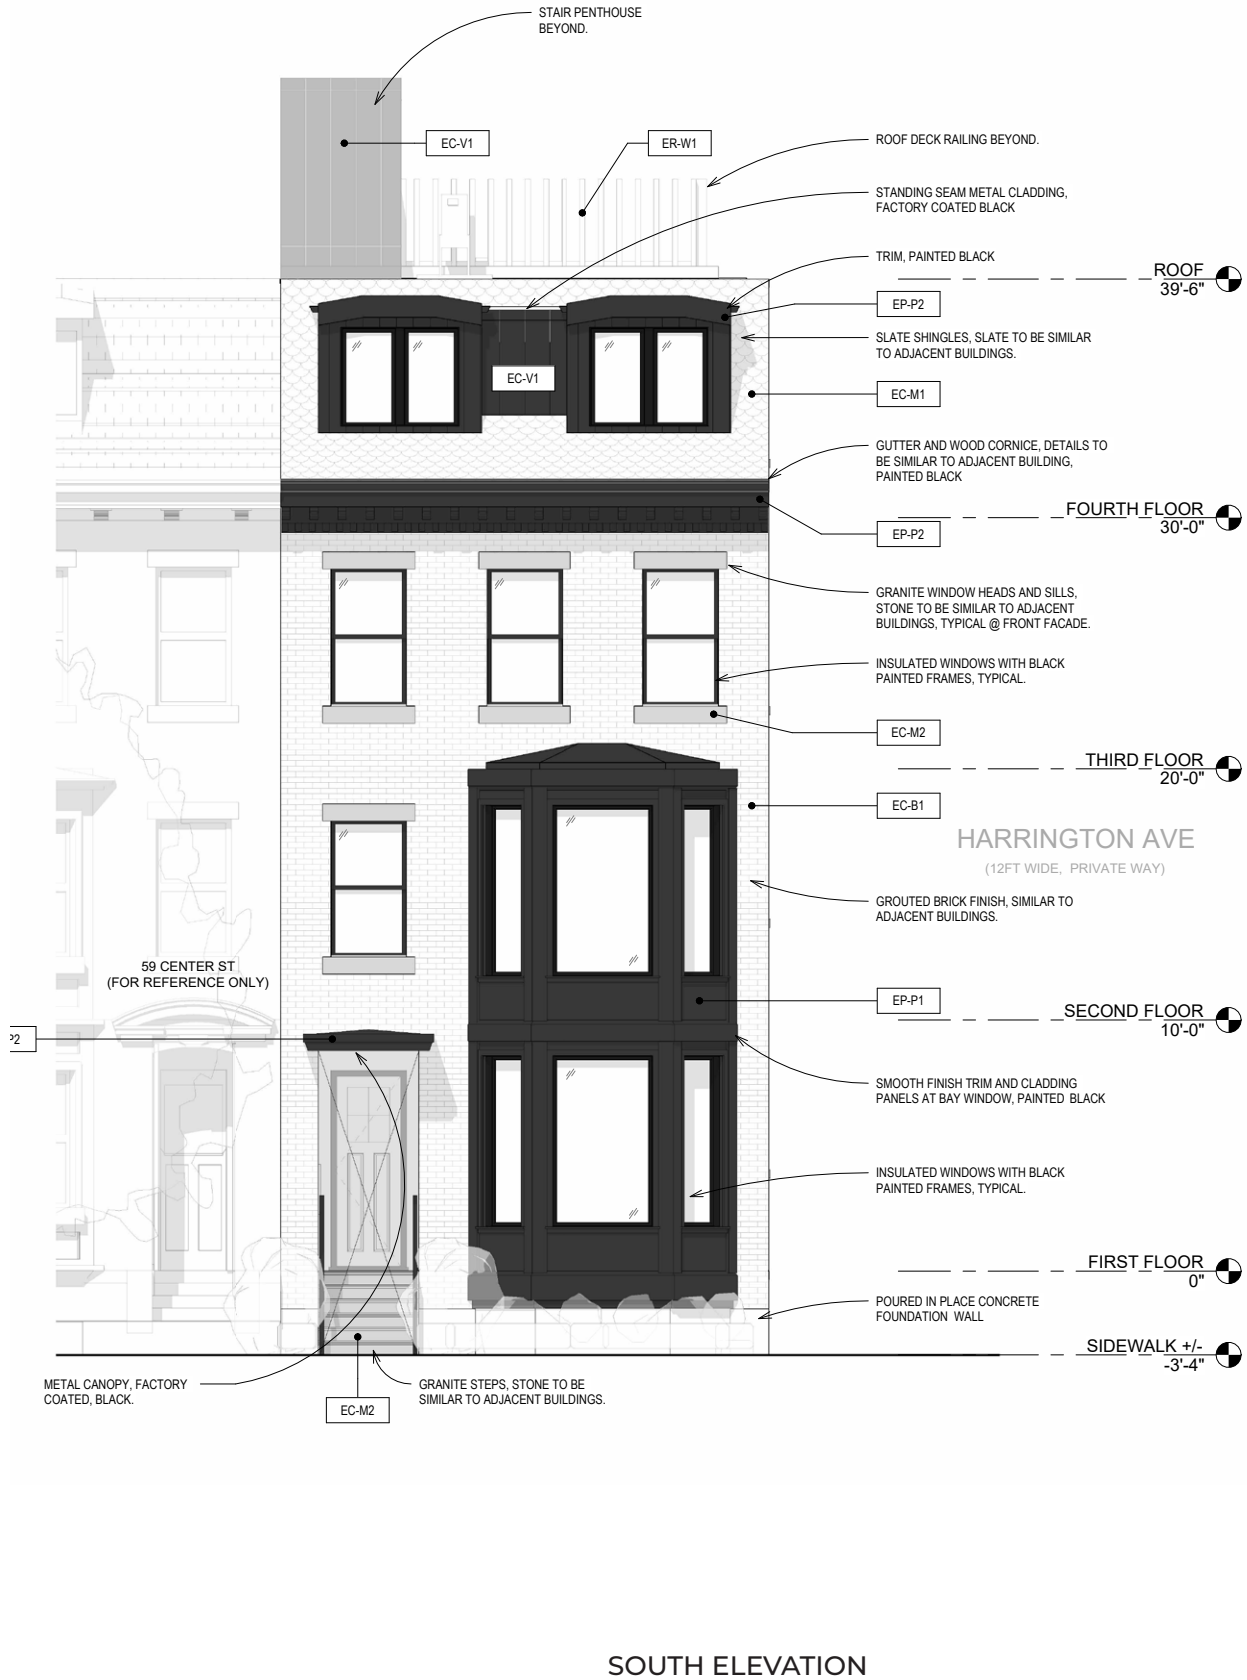 STAIR PENTHOUSE
BEYOND.
EC-V1
ER-W1
ROOF DECK RAILING BEYOND.
STANDING SEAM METAL CLADDING,
FACTORY COATED BLACK
TRIM, PAINTED BLACK
ROOF
39'-6"
EP-P2
SLATE SHINGLES, SLATE TO BE SIMILAR
TO ADJACENT BUILDINGS.
EC-V1
EC-M1
GUTTER AND WOOD CORNICE, DETAILS TO
BE SIMILAR TO ADJACENT BUILDING,
PAINTED BLACK
FOURTH FLOOR
30'-0"
EP-P2
GRANITE WINDOW HEADS AND SILLS,
STONE TO BE SIMILAR TO ADJACENT
BUILDINGS, TYPICAL @ FRONT FACADE.
INSULATED WINDOWS WITH BLACK
PAINTED FRAMES, TYPICAL.
EC-M2
THIRD FLOOR
20'-0"
EC-B1
HARRINGTON AVE
(12FT WIDE, PRIVATE WAY)
GROUTED BRICK FINISH, SIMILAR TO
ADJACENT BUILDINGS.
59 CENTER ST
(FOR REFERENCE ONLY)
EP-P1
SECOND FLOOR
10'-0"
P2
SMOOTH FINISH TRIM AND CLADDING
PANELS AT BAY WINDOW, PAINTED BLACK
INSULATED WINDOWS WITH BLACK
PAINTED FRAMES, TYPICAL.
FIRST FLOOR
0"
POURED IN PLACE CONCRETE
FOUNDATION WALL
SIDEWALK +/-
-3'-4"
METAL CANOPY, FACTORY
COATED, BLACK.
GRANITE STEPS, STONE TO BE
SIMILAR TO ADJACENT BUILDINGS.
EC-M2
SOUTH ELEVATION